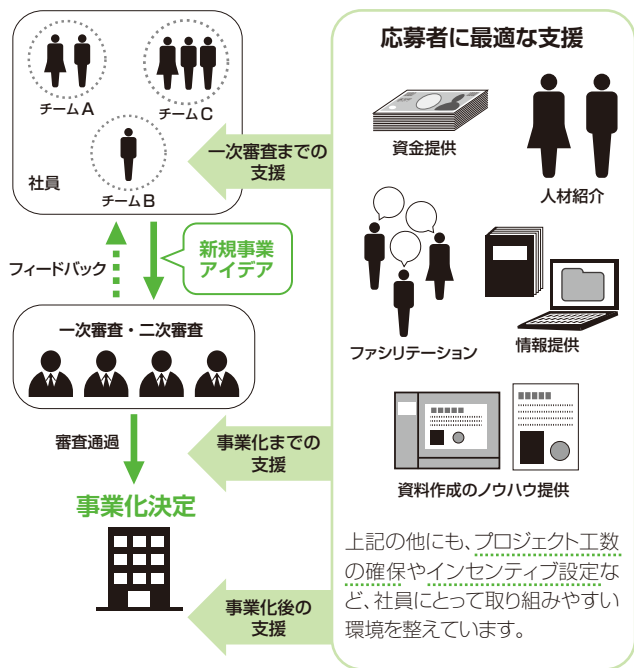 チームA
チームC
チームB
社員
フィードバック
新規事業
アイデア
一次審査・二次審査
審査通過
事業化決定
一次審査までの
支援
事業化までの
支援
事業化後の
支援
応募者に最適な支援
資金提供
人材紹介
ファシリテーション
情報提供
資料作成のノウハウ提供
上記の他にも、プロジェクト工数
の確保やインセンティブ設定な
ど、社員にとって取り組みやすい
環境を整えています。